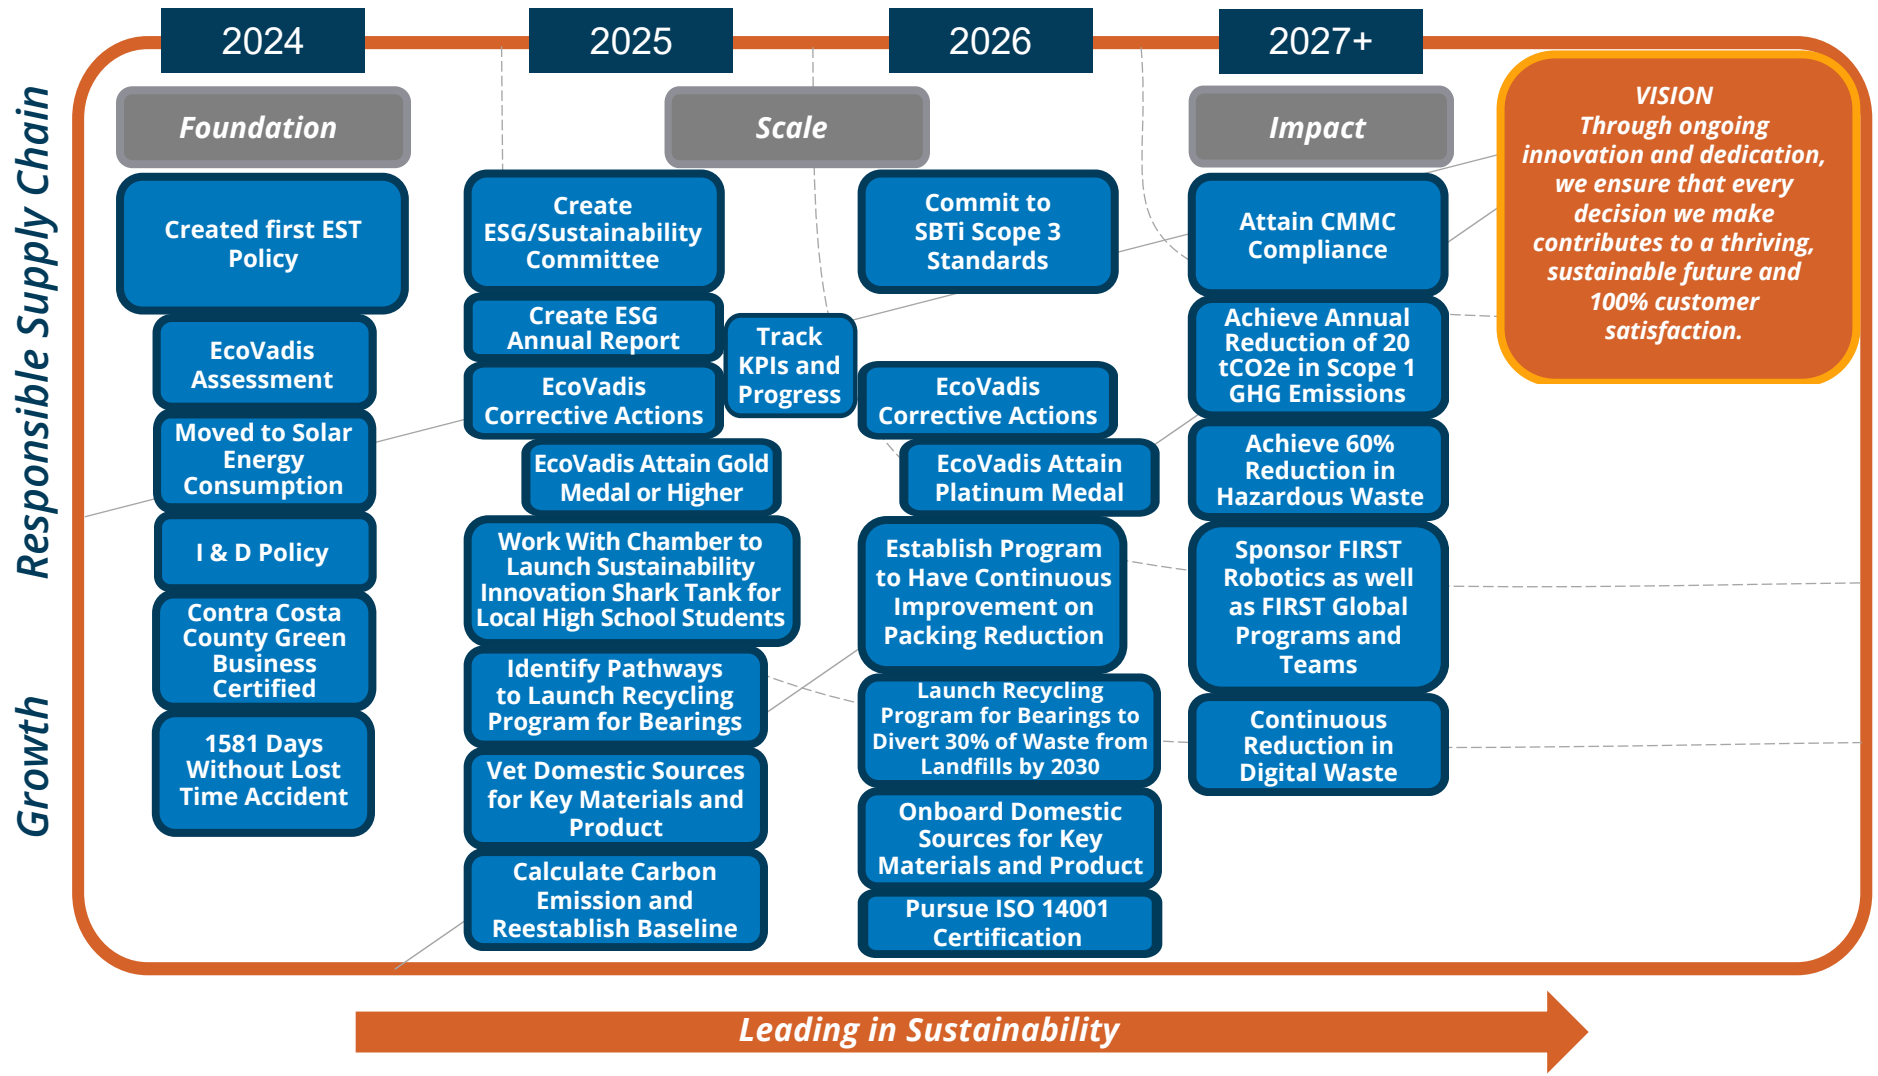 2024
2025
2026
2027+
Foundation
Scale
Impact
Responsible Supply Chain
Growth
Created first EST
Policy
EcoVadis
Assessment
Moved to Solar
Energy
Consumption
I & D Policy
Contra Costa
County Green
Business
Certified
1581 Days
Without Lost
Time Accident
Create
ESG/Sustainability
Committee
Create ESG
Annual Report
EcoVadis
Corrective Actions
EcoVadis Attain Gold
Medal or Higher
Work With Chamber to
Launch Sustainability
Innovation Shark Tank for
Local High School Students
Identify Pathways
to Launch Recycling
Program for Bearings
Vet Domestic Sources
for Key Materials and
Product
Calculate Carbon
Emission and
Reestablish Baseline
Track
KPIs and
Progress
Commit to
SBTi Scope 3
Standards
EcoVadis
Corrective Actions
EcoVadis Attain
Platinum Medal
Establish Program
to Have Continuous
Improvement on
Packing Reduction
Launch Recycling
Program for Bearings to
Divert 30% of Waste from
Landfills by 2030
Onboard Domestic
Sources for Key
Materials and Product
Pursue ISO 14001
Certification
Attain CMMC
Compliance
Achieve Annual
Reduction of 20
tCO2e in Scope 1
GHG Emissions
Achieve 60%
Reduction in
Hazardous Waste
Sponsor FIRST
Robotics as well
as FIRST Global
Programs and
Teams
Continuous
Reduction in
Digital Waste
VISION
Through ongoing
innovation and dedication,
we ensure that every
decision we make
contributes to a thriving,
sustainable future and
100% customer
satisfaction.
Leading in Sustainability